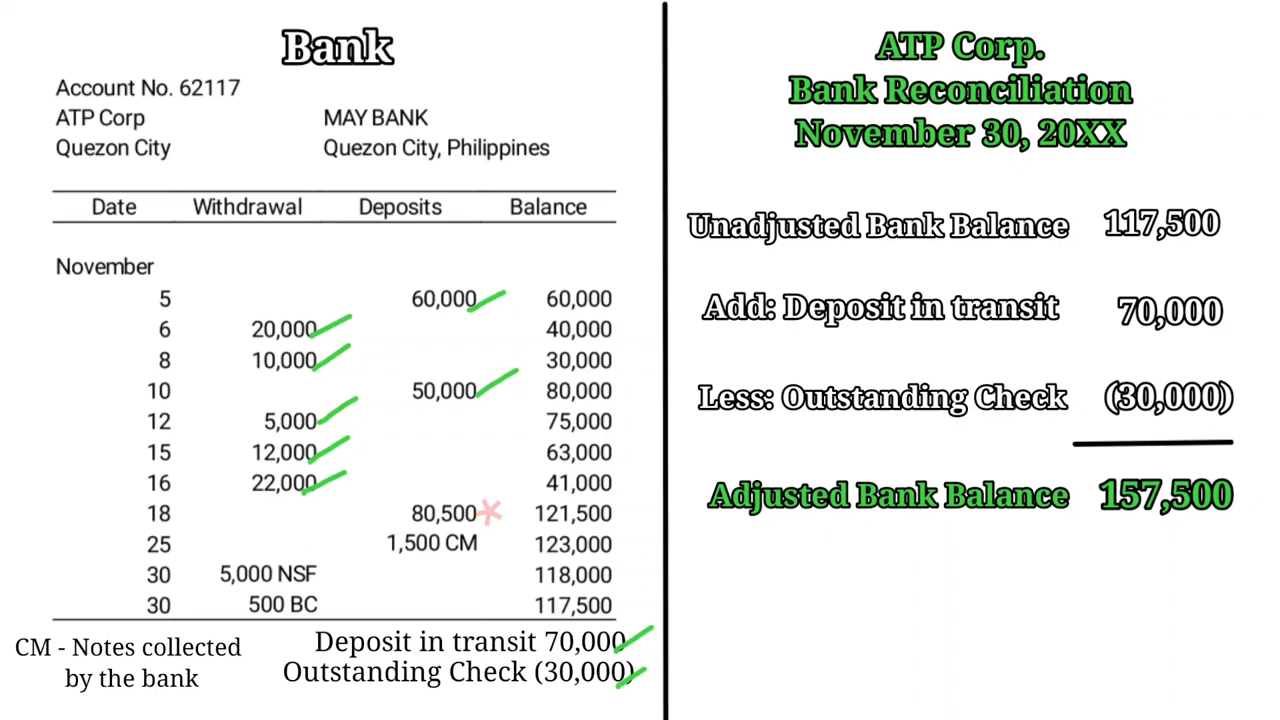 Bank
Account No. 62117
ATP Corp MAY BANK
Quezon City Quezon City, Philippines
Date Withdrawal Deposits Balance
November
5 60,000 60,000
6 20,000 40,000
8 10,000 30,000
10 50,000 80,000
12 5,000 75,000
15 12,000 63,000
16 22,000 41,000
18 80,500 * 121,500
25 1,500 CM 123,000
30 5,000 NSF 118,000
30 500 BC 117,500
CM - Notes collected
by the bank
Deposit in transit 70,000
Outstanding Check (30,000)
ATP Corp.
Bank Reconciliation
November 30, 20XX
Unadjusted Bank Balance 117,500
Add: Deposit in transit 70,000
Less: Outstanding Check (30,000)
Adjusted Bank Balance 157,500